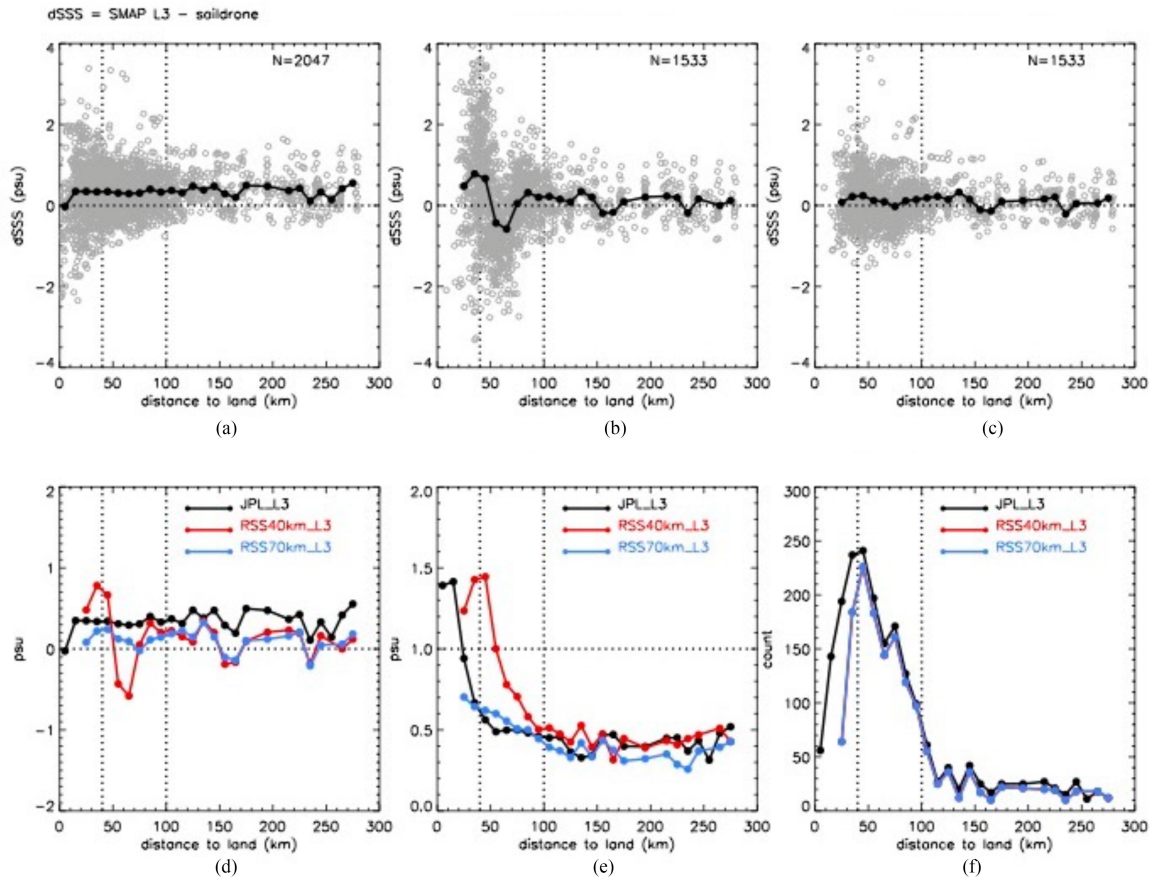 dSSS = SMAP L3 - saildrone
N=2047
4
2
0
-2
-4
dSSS (psu)
0 50 100 150 200 250 300
distance to land (km)
(a)
N=1533
4
2
0
-2
-4
dSSS (psu)
0 50 100 150 200 250 300
distance to land (km)
(b)
N=1533
4
2
0
-2
-4
dSSS (psu)
0 50 100 150 200 250 300
distance to land (km)
(c)
JPL_L3
RSS40km_L3
RSS70km_L3
2
1
0
-1
-2
psu
0 50 100 150 200 250 300
distance to land (km)
(d)
JPL_L3
RSS40km_L3
RSS70km_L3
2.0
1.5
1.0
0.5
0.0
psu
0 50 100 150 200 250 300
distance to land (km)
(e)
JPL_L3
RSS40km_L3
RSS70km_L3
300
250
200
150
100
50
0
count
0 50 100 150 200 250 300
distance to land (km)
(f)